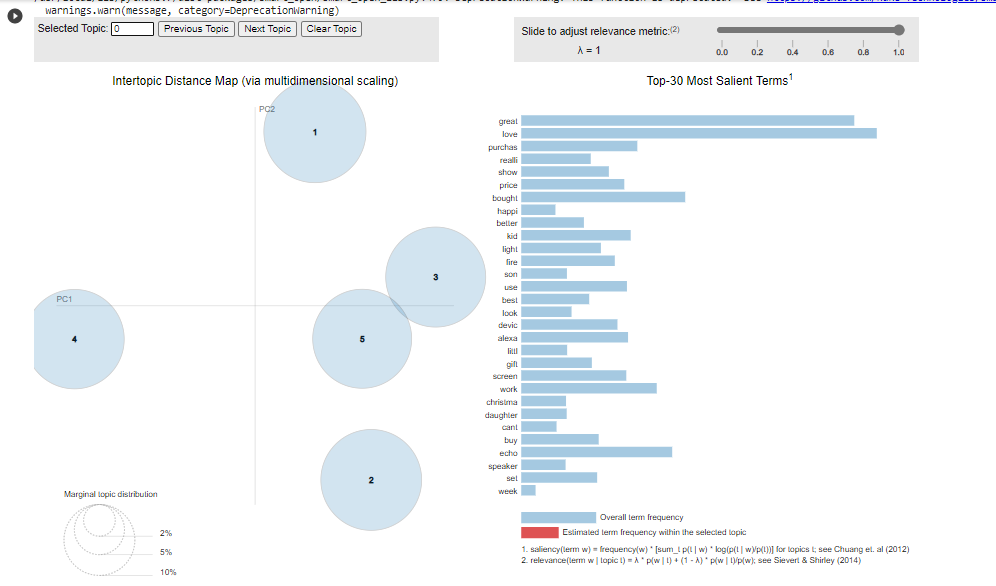 warnings.warn(message, category=DeprecationWarning)
Selected Topic: 0 Previous Topic Next Topic Clear Topic
Slide to adjust relevance metric:(2)
λ = 1
0.0 0.2 0.4 0.6 0.8 1.0
Intertopic Distance Map (via multidimensional scaling)
PC2
PC1
1
3
4
5
2
Marginal topic distribution
2%
5%
10%
Top-30 Most Salient Terms1
great
love
purchas
realli
show
price
bought
happi
better
kid
light
fire
son
use
best
look
devic
alexa
littl
gift
screen
work
christma
daughter
cant
buy
echo
speaker
set
week
Overall term frequency
Estimated term frequency within the selected topic
1. saliency(term w) = frequency(w) * [sum_t p(t | w) * log(p(t | w)/p(t))] for topics t; see Chuang et. al (2012)
2. relevance(term w | topic t) = λ * p(w | t) + (1 - λ) * p(w | t)/p(w); see Sievert & Shirley (2014)